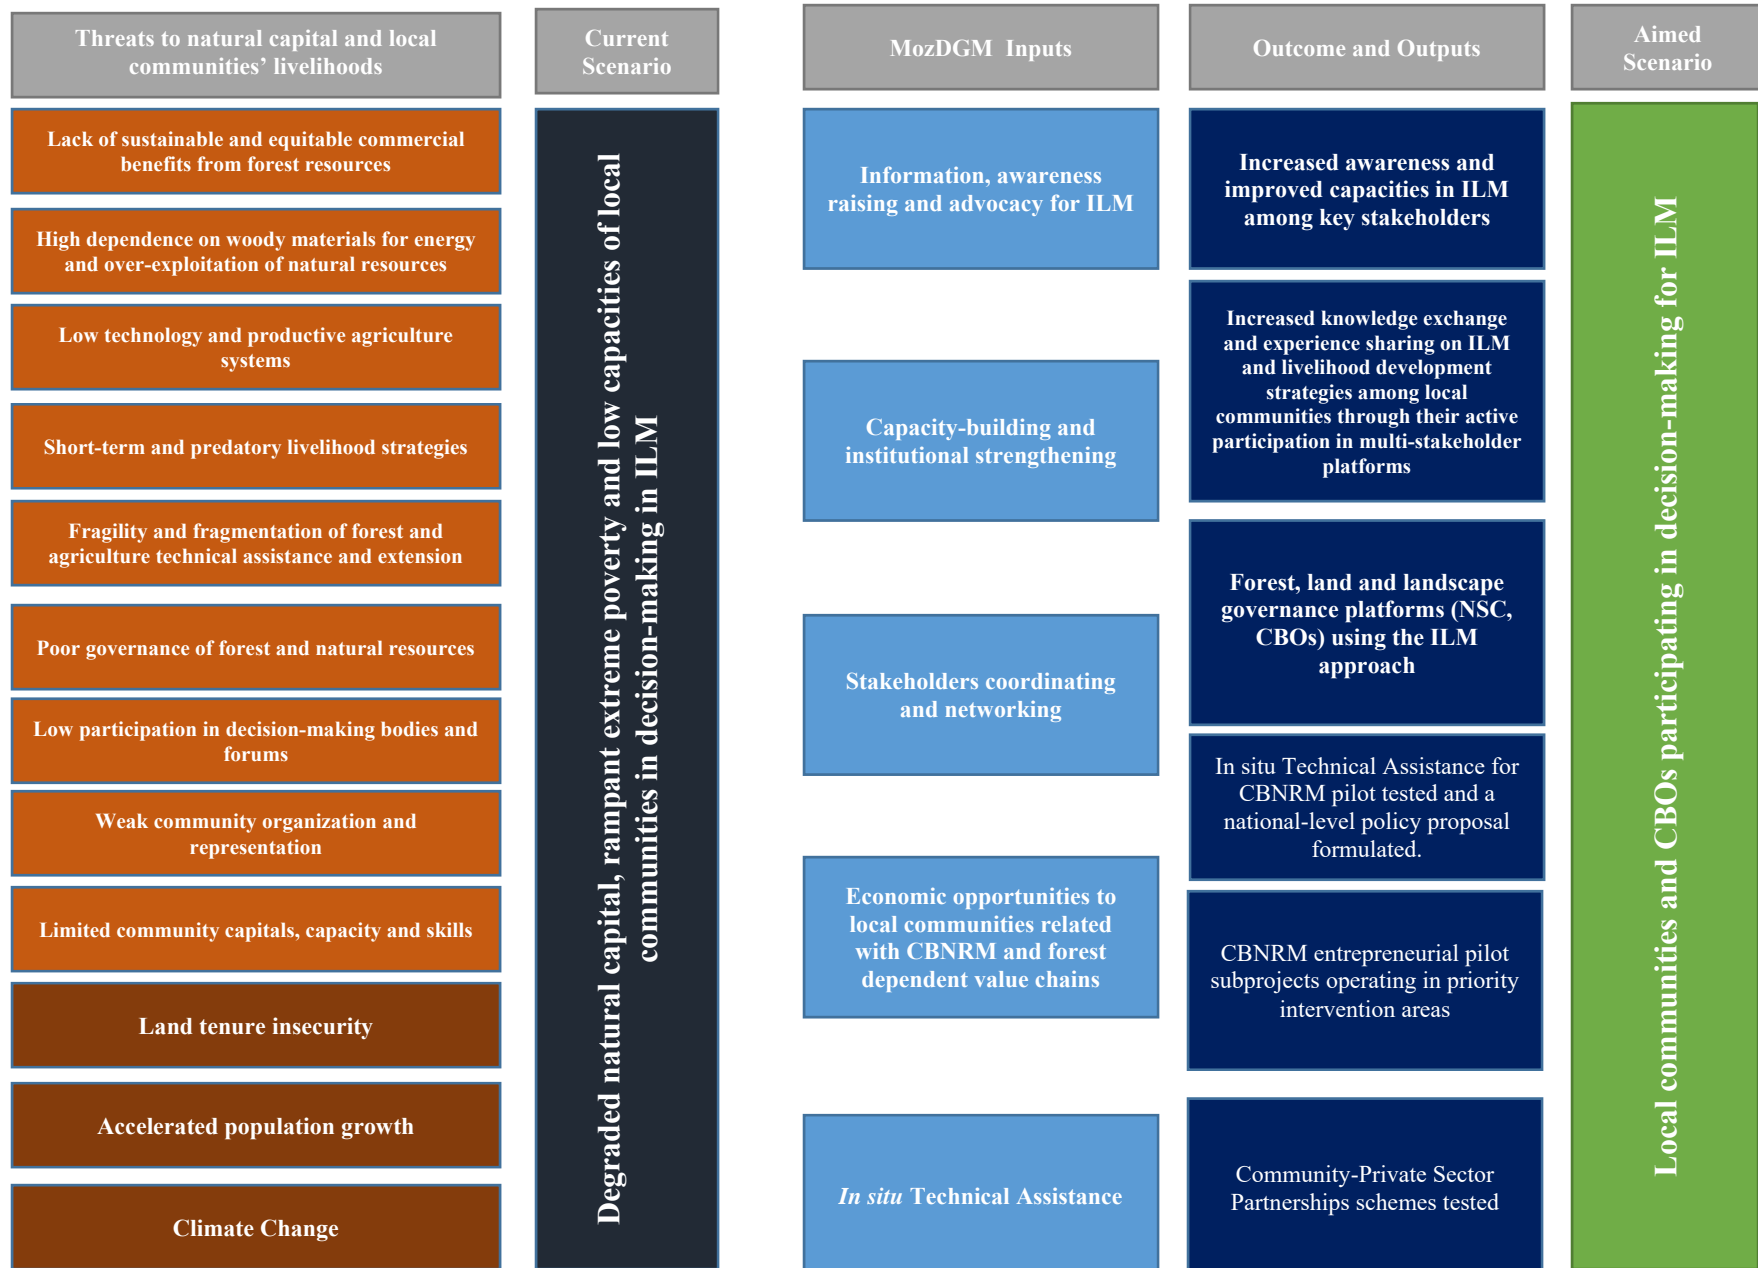 Threats to natural capital and local
communities’ livelihoods
Lack of sustainable and equitable commercial
benefits from forest resources
High dependence on woody materials for energy
and over-exploitation of natural resources
Low technology and productive agriculture
systems
Short-term and predatory livelihood strategies
Fragility and fragmentation of forest and
agriculture technical assistance and extension
Poor governance of forest and natural resources
Low participation in decision-making bodies and
forums
Weak community organization and
representation
Limited community capitals, capacity and skills
Land tenure insecurity
Accelerated population growth
Climate Change
Current
Scenario
Degraded natural capital, rampant extreme poverty and low capacities of local
communities in decision-making in ILM
MozDGM Inputs
Information, awareness
raising and advocacy for ILM
Capacity-building and
institutional strengthening
Stakeholders coordinating
and networking
Economic opportunities to
local communities related
with CBNRM and forest
dependent value chains
In situ Technical Assistance
Outcome and Outputs
Increased awareness and
improved capacities in ILM
among key stakeholders
Increased knowledge exchange
and experience sharing on ILM
and livelihood development
strategies among local
communities through their active
participation in multi-stakeholder
platforms
Forest, land and landscape
governance platforms (NSC,
CBOs) using the ILM
approach
In situ Technical Assistance for
CBNRM pilot tested and a
national-level policy proposal
formulated.
CBNRM entrepreneurial pilot
subprojects operating in priority
intervention areas
Community-Private Sector
Partnerships schemes tested
Aimed
Scenario
Local communities and CBOs participating in decision-making for ILM